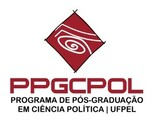 PPGCPOL
PROGRAMA DE PÓS-GRADUAÇÃO
EM CIÊNCIA POLÍTICA | UFPEL